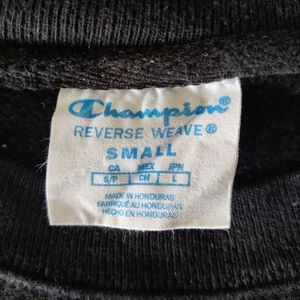 Champion®
REVERSE WEAVE®
SMALL
CA MEX JPN
S/P CH L
MADE IN HONDURAS
FABRIQUÉ AU HONDURAS
HECHO EN HONDURAS